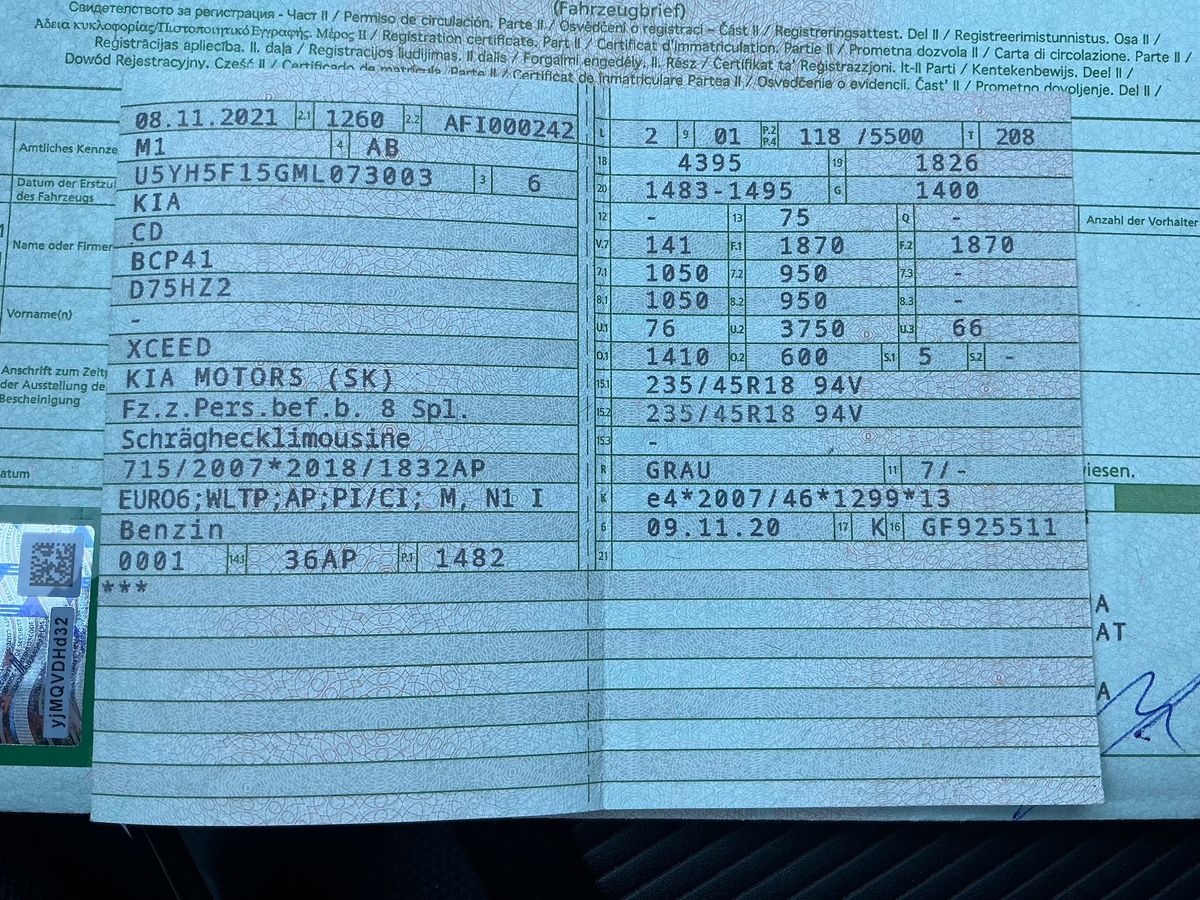 (Fahrzeugbrief)
Свидетелството за регистрация - Част II / Permiso de circulación. Parte II / Osvědčení o registraci – Část II / Registreringsattest. Del II / Registreerimistunnistus. Osa II /
Άδεια κυκλοφορίας/Πιστοποιητικό Εγγραφής. Μέρος II / Registration certificate. Part II / Certificat d'immatriculation. Partie II / Prometna dozvola II / Carta di circolazione. Parte II /
Reģistrācijas apliecība. II. daļa / Registracijos liudijimas. II dalis / Forgalmi engedély. II. Rész / Ċertifikat ta' Reġistrazzjoni. It-II Parti / Kentekenbewijs. Deel II /
Dowód Rejestracyjny. Część II / Certificado de matrícula. Parte II / Certificat de înmatriculare Partea II / Osvedčenie o evidencii. Časť II / Prometno dovoljenje. Del II /
Amtliches Kennze
Datum der Erstzul
des Fahrzeugs
Name oder Firmen
Vorname(n)
Anschrift zum Zeitp
der Ausstellung de
Bescheinigung
atum
yjMQVDHd32
08.11.2021 2.1 1260 2.2 AFI000242
M1 4 AB
U5YH5F15GML073003 3 6
KIA
CD
BCP41
D75HZ2
-
XCEED
KIA MOTORS (SK)
Fz.z.Pers.bef.b. 8 Spl.
Schräghecklimousine
715/2007*2018/1832AP
EURO6;WLTP;AP;PI/CI; M, N1 I
Benzin
0001 14.1 36AP P.1 1482
***
L 2 9 01 P.2 P.4 118 /5500 T 208
18 4395 19 1826
20 1483-1495 G 1400
12 - 13 75 Q -
V.7 141 F.1 1870 F.2 1870
7.1 1050 7.2 950 7.3 -
8.1 1050 8.2 950 8.3 -
U.1 76 U.2 3750 U.3 66
O.1 1410 O.2 600 S.1 5 S.2 -
15.1 235/45R18 94V
15.2 235/45R18 94V
15.3 -
R GRAU 11 7/-
K e4*2007/46*1299*13
6 09.11.20 17 K 16 GF925511
21
Anzahl der Vorhalter
wiesen.
A
AT
A